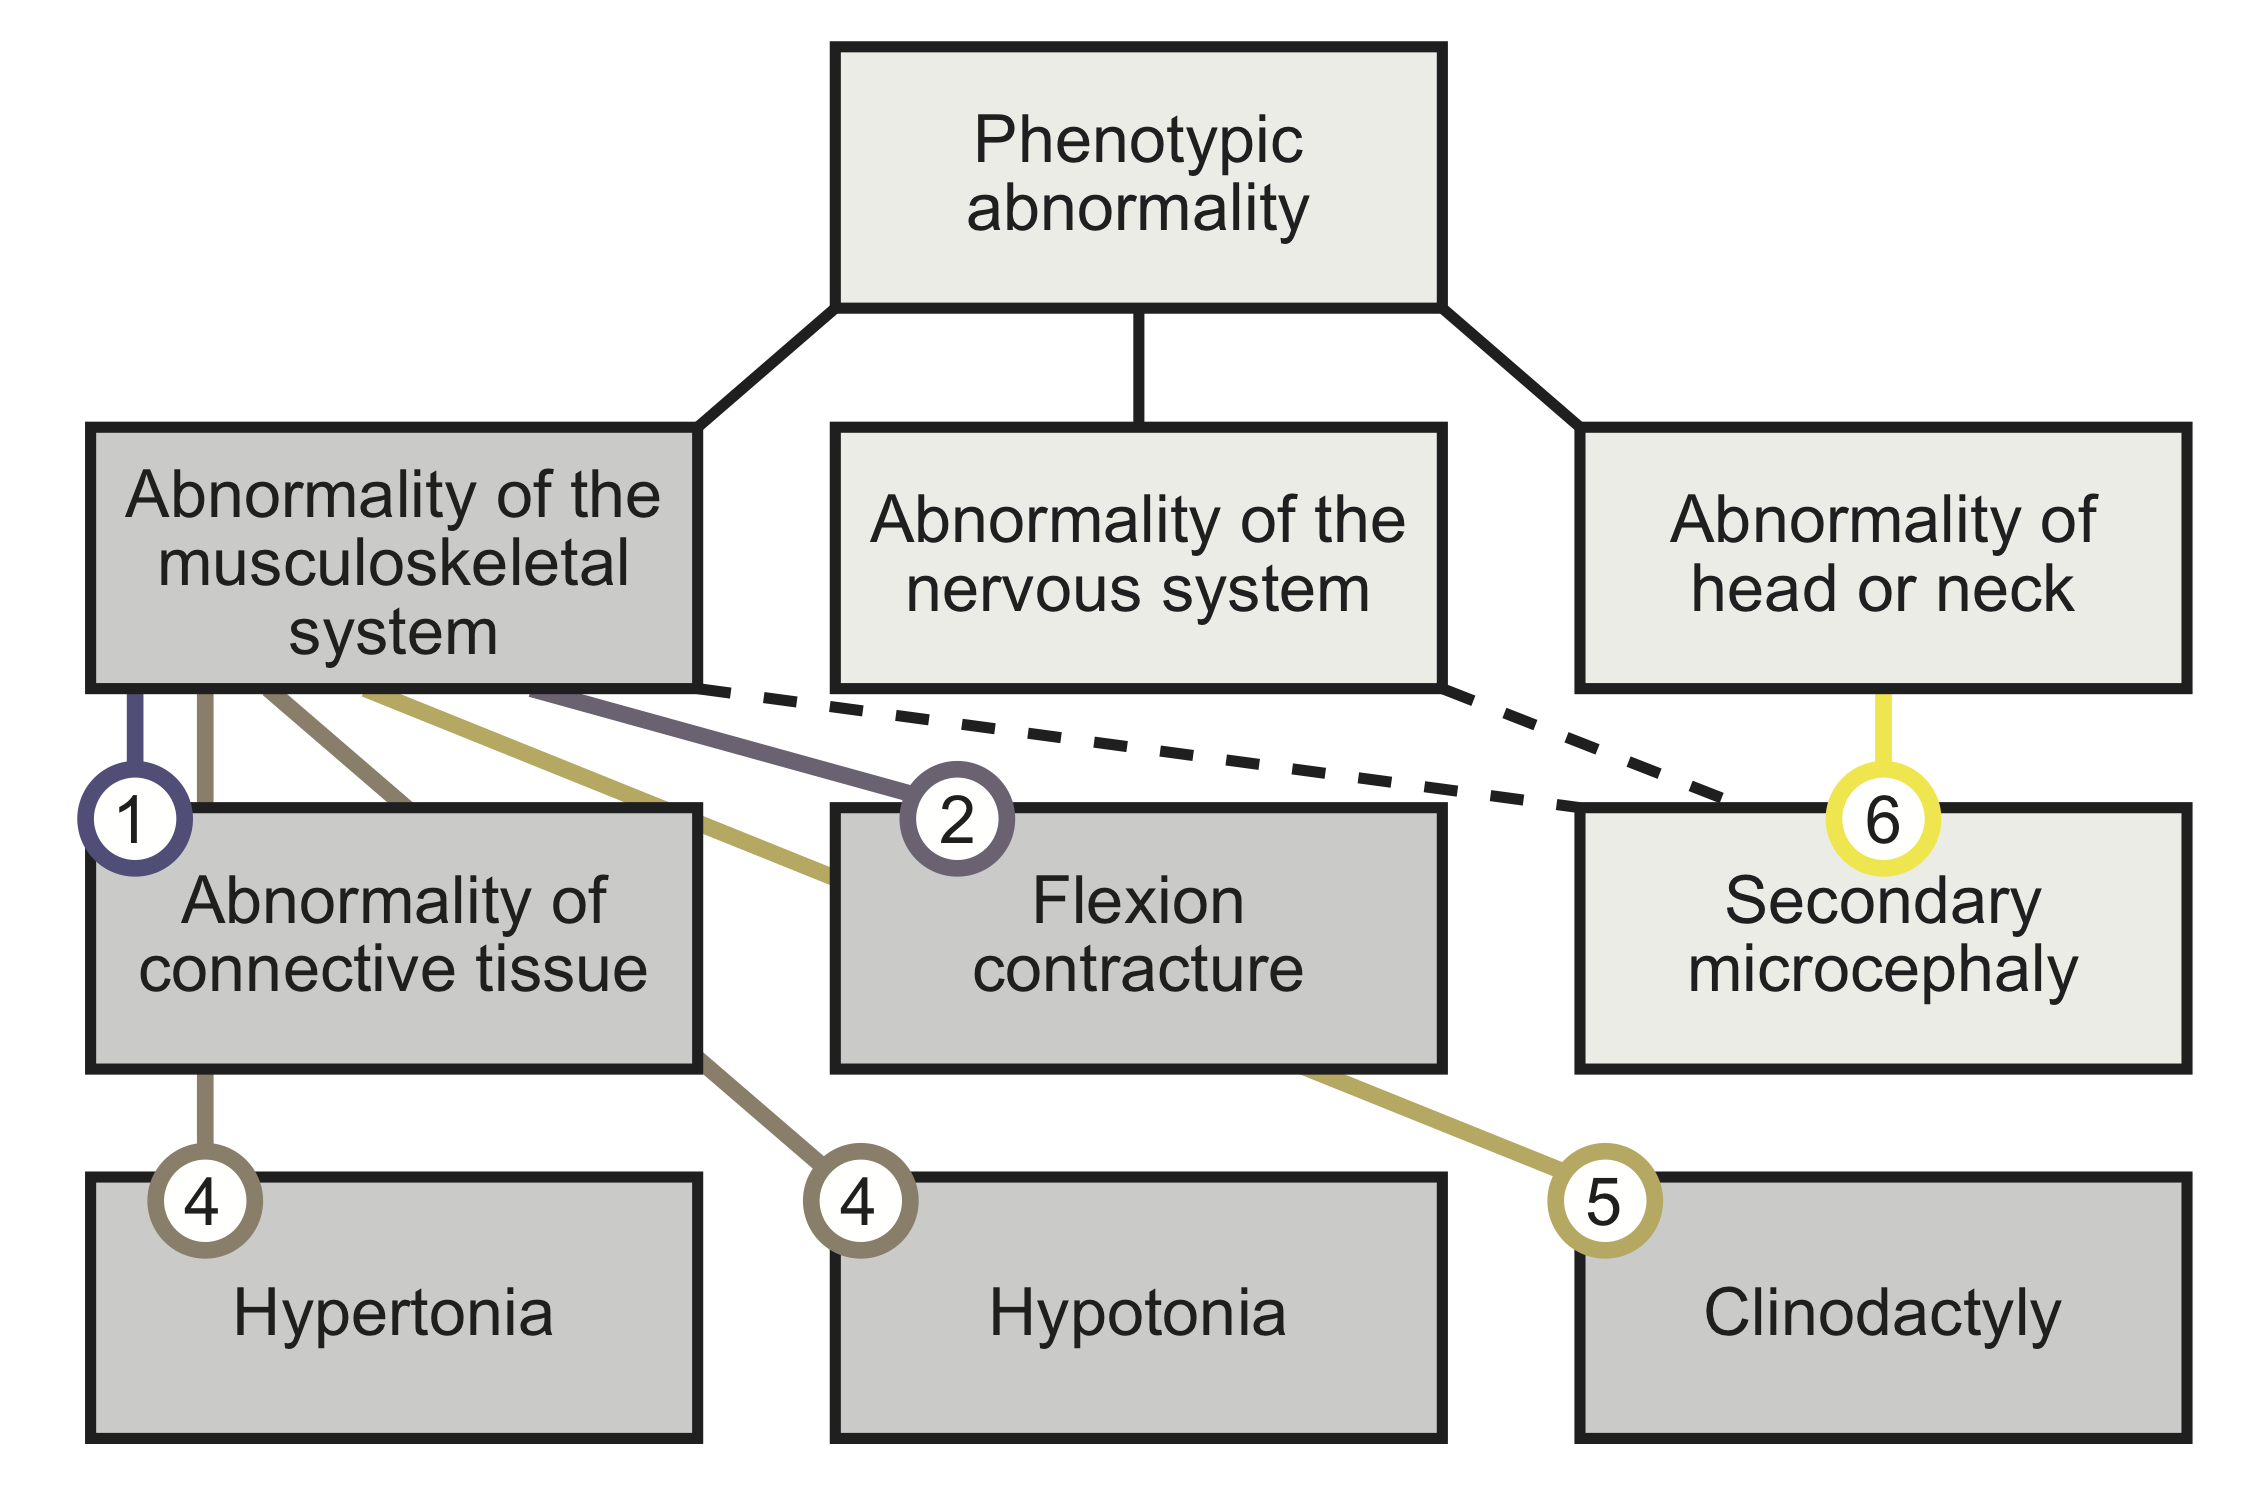 Phenotypic
abnormality
Abnormality of the
musculoskeletal
system
Abnormality of the
nervous system
Abnormality of
head or neck
1
Abnormality of
connective tissue
2
Flexion
contracture
6
Secondary
microcephaly
4
Hypertonia
4
Hypotonia
5
Clinodactyly